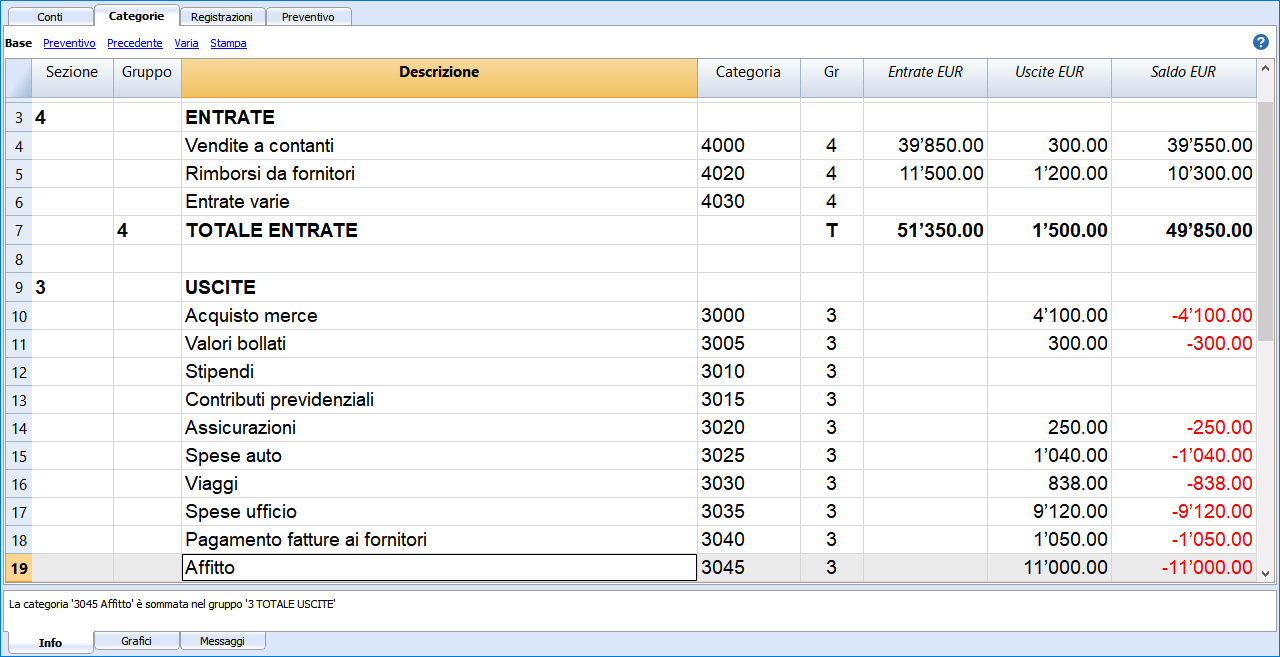 Conti Categorie Registrazioni Preventivo
Base Preventivo Precedente Varia Stampa ?
Sezione Gruppo Descrizione Categoria Gr Entrate EUR Uscite EUR Saldo EUR
3 4 ENTRATE
4 Vendite a contanti 4000 4 39’850.00 300.00 39’550.00
5 Rimborsi da fornitori 4020 4 11’500.00 1’200.00 10’300.00
6 Entrate varie 4030 4
7 4 TOTALE ENTRATE T 51’350.00 1’500.00 49’850.00
8
9 3 USCITE
10 Acquisto merce 3000 3 4’100.00 -4’100.00
11 Valori bollati 3005 3 300.00 -300.00
12 Stipendi 3010 3
13 Contributi previdenziali 3015 3
14 Assicurazioni 3020 3 250.00 -250.00
15 Spese auto 3025 3 1’040.00 -1’040.00
16 Viaggi 3030 3 838.00 -838.00
17 Spese ufficio 3035 3 9’120.00 -9’120.00
18 Pagamento fatture ai fornitori 3040 3 1’050.00 -1’050.00
19 Affitto 3045 3 11’000.00 -11’000.00
La categoria '3045 Affitto' è sommata nel gruppo '3 TOTALE USCITE'
Info Grafici Messaggi